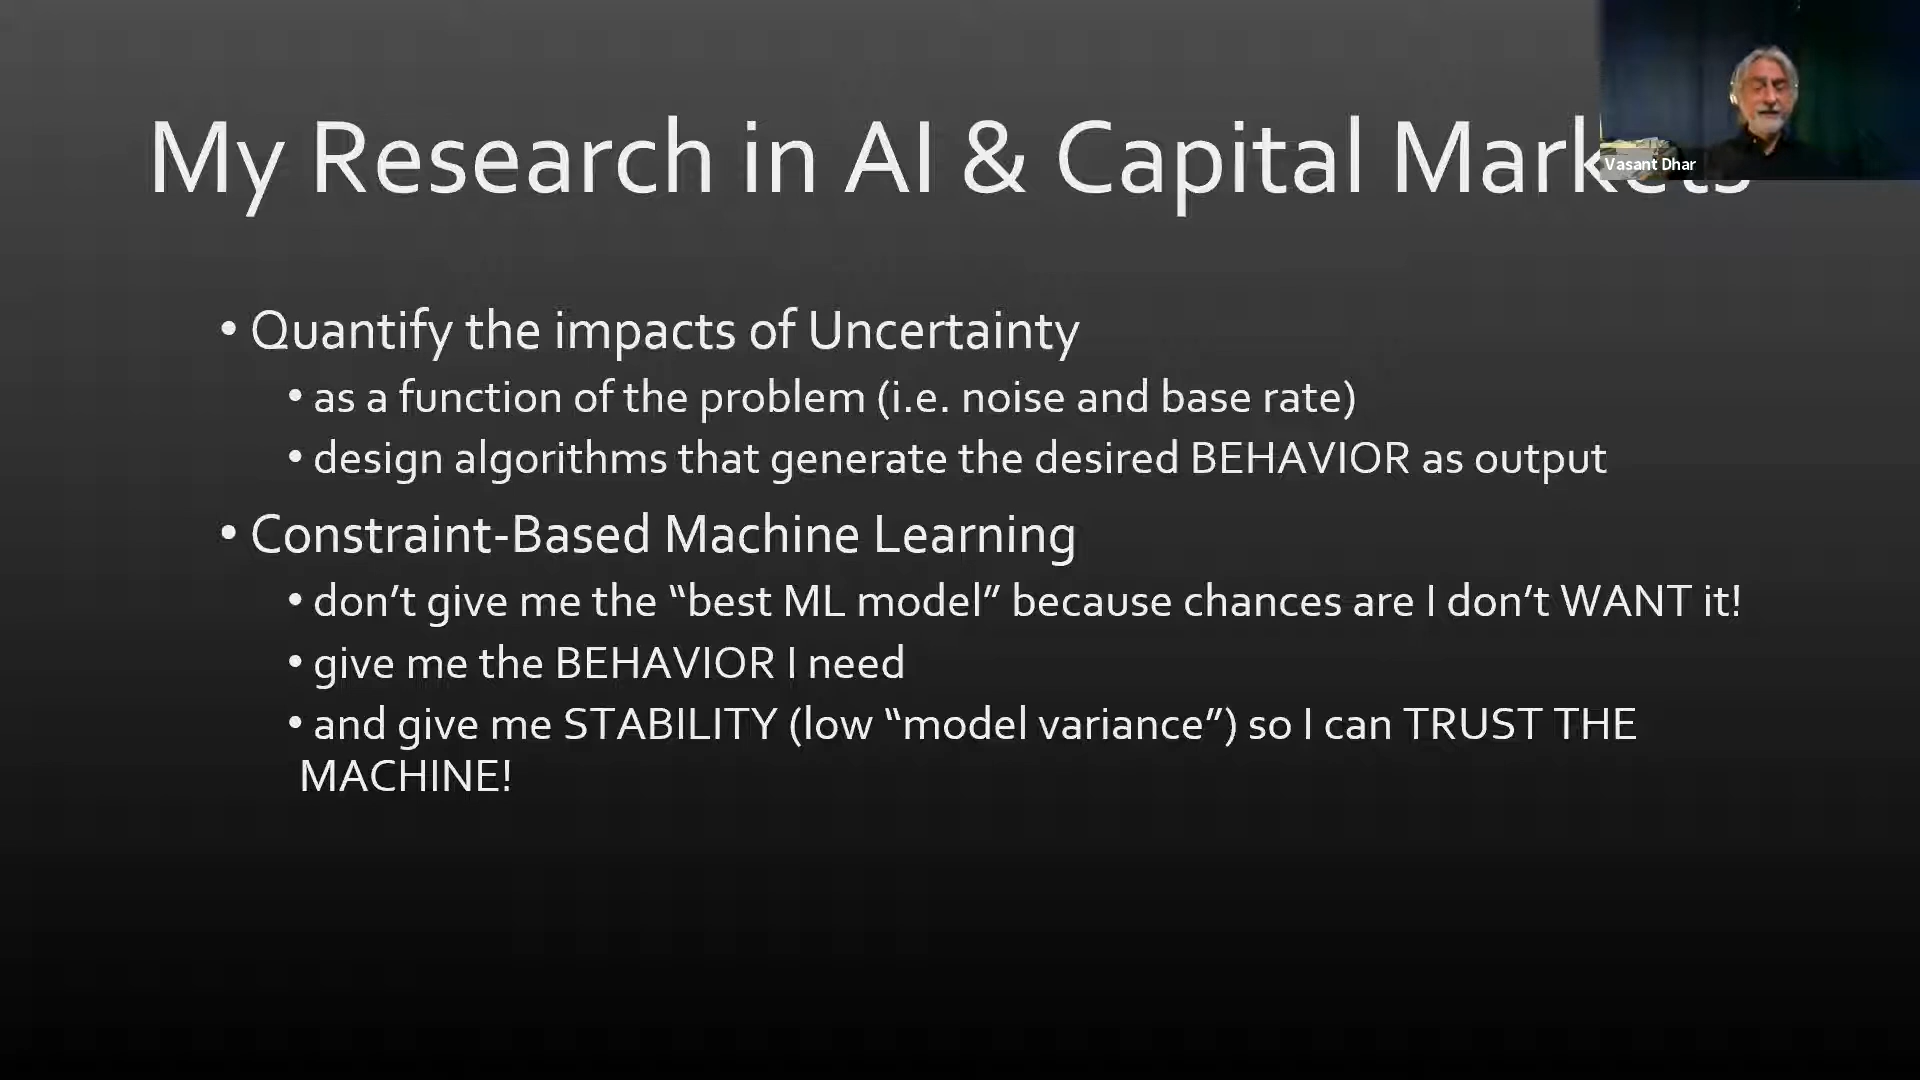 My Research in AI & Capital Markets
Vasant Dhar
• Quantify the impacts of Uncertainty
• as a function of the problem (i.e. noise and base rate)
• design algorithms that generate the desired BEHAVIOR as output
• Constraint-Based Machine Learning
• don’t give me the “best ML model” because chances are I don’t WANT it!
• give me the BEHAVIOR I need
• and give me STABILITY (low “model variance”) so I can TRUST THE
MACHINE!